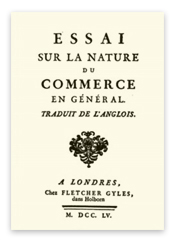 ESSAI
SUR LA NATURE
DU
COMMERCE
EN GÉNÉRAL.
TRADUIT DE L'ANGLOIS.
A LONDRES,
Chez FLETCHER GYLES,
dans Holborn
M. DCC. LV.